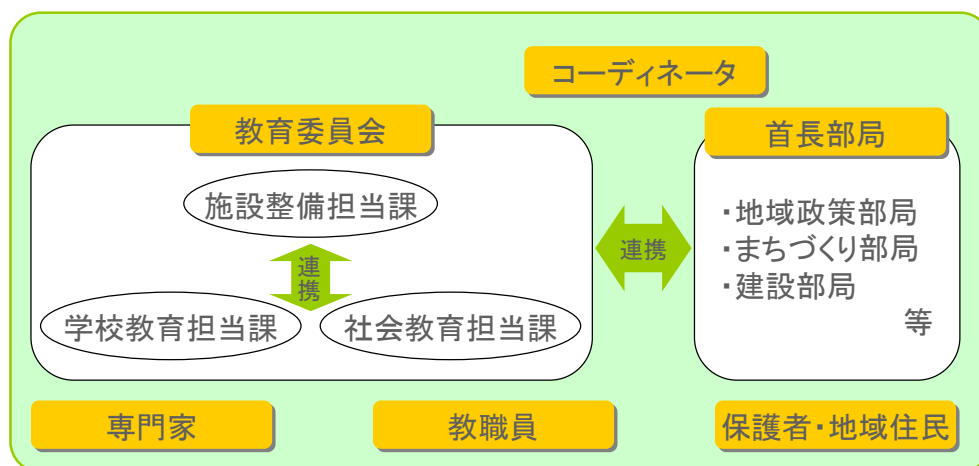 コーディネータ
教育委員会
首長部局
施設整備担当課
連携
学校教育担当課
社会教育担当課
連携
・地域政策部局
・まちづくり部局
・建設部局
等
専門家
教職員
保護者・地域住民